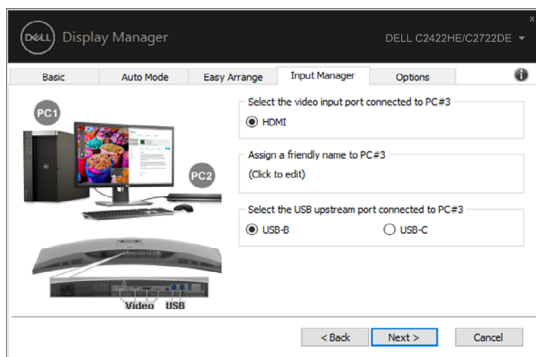 x
DELL Display Manager
DELL C2422HE/C2722DE
Basic Auto Mode Easy Arrange Input Manager Options
Select the video input port connected to PC#3
HDMI
PC1
Assign a friendly name to PC#3
(Click to edit)
PC2
Select the USB upstream port connected to PC#3
USB-B USB-C
Video USB
< Back Next > Cancel